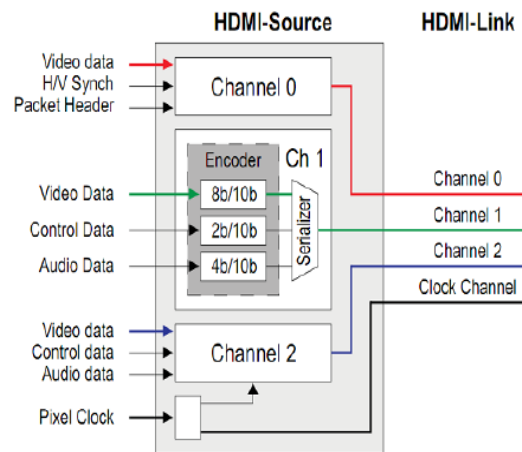 HDMI-Source
HDMI-Link
Video data
H/V Synch
Packet Header
Channel 0
Encoder
Ch 1
Video Data
8b/10b
Control Data
2b/10b
Audio Data
4b/10b
Serializer
Channel 0
Channel 1
Channel 2
Clock Channel
Video data
Control data
Audio data
Channel 2
Pixel Clock